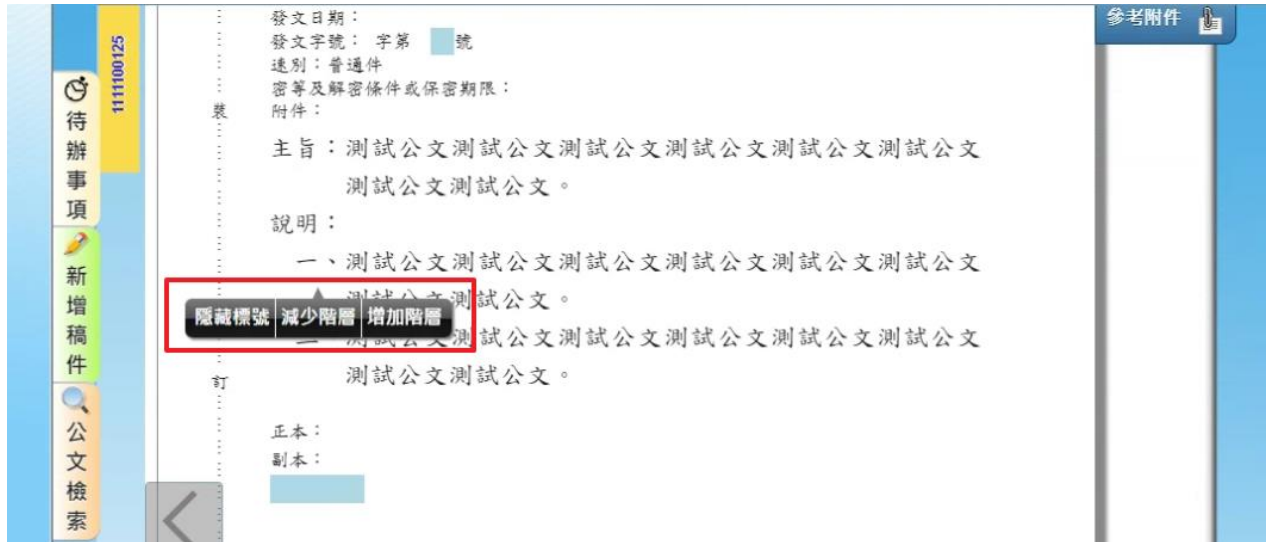 參考附件
1111100125
待辦事項
新增稿件
公文檢索
發文日期：
發文字號： 字第 號
速別：普通件
密等及解密條件或保密期限：
裝
附件：
主旨：測試公文測試公文測試公文測試公文測試公文測試公文
測試公文測試公文。
說明：
一、測試公文測試公文測試公文測試公文測試公文測試公文
測試公文測試公文。
隱藏標號 減少階層 增加階層
二 測試公文測試公文測試公文測試公文測試公文測試公文
訂
測試公文測試公文。
正本：
副本：